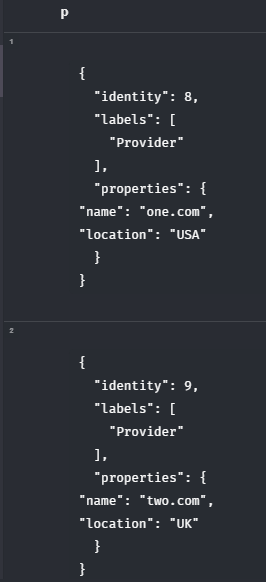 p
1
{
"identity": 8,
"labels": [
"Provider"
],
"properties": {
"name": "one.com",
"location": "USA"
}
}
2
{
"identity": 9,
"labels": [
"Provider"
],
"properties": {
"name": "two.com",
"location": "UK"
}
}